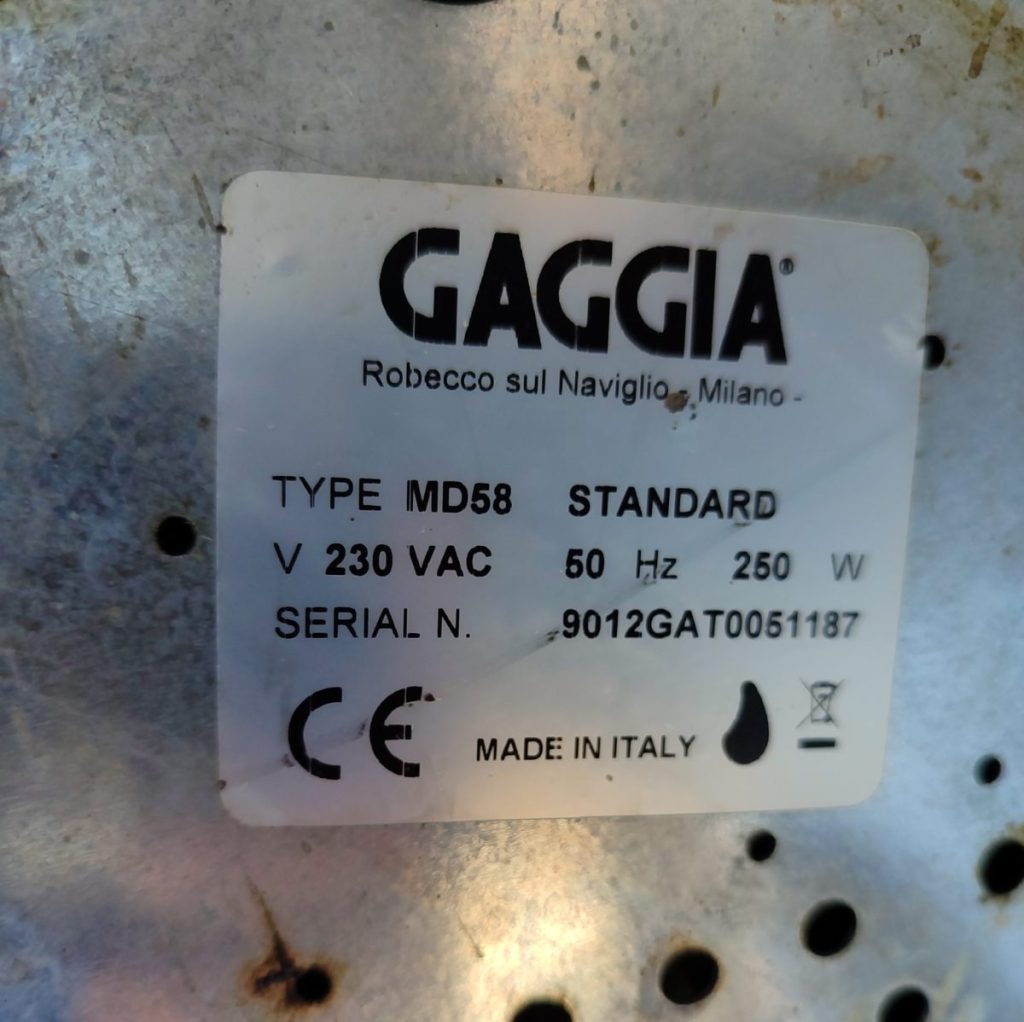 GAGGIA®
Robecco sul Naviglio - Milano -
TYPE MD58 STANDARD
V 230 VAC 50 Hz 250 W
SERIAL N. 9012GAT0051187
CE MADE IN ITALY